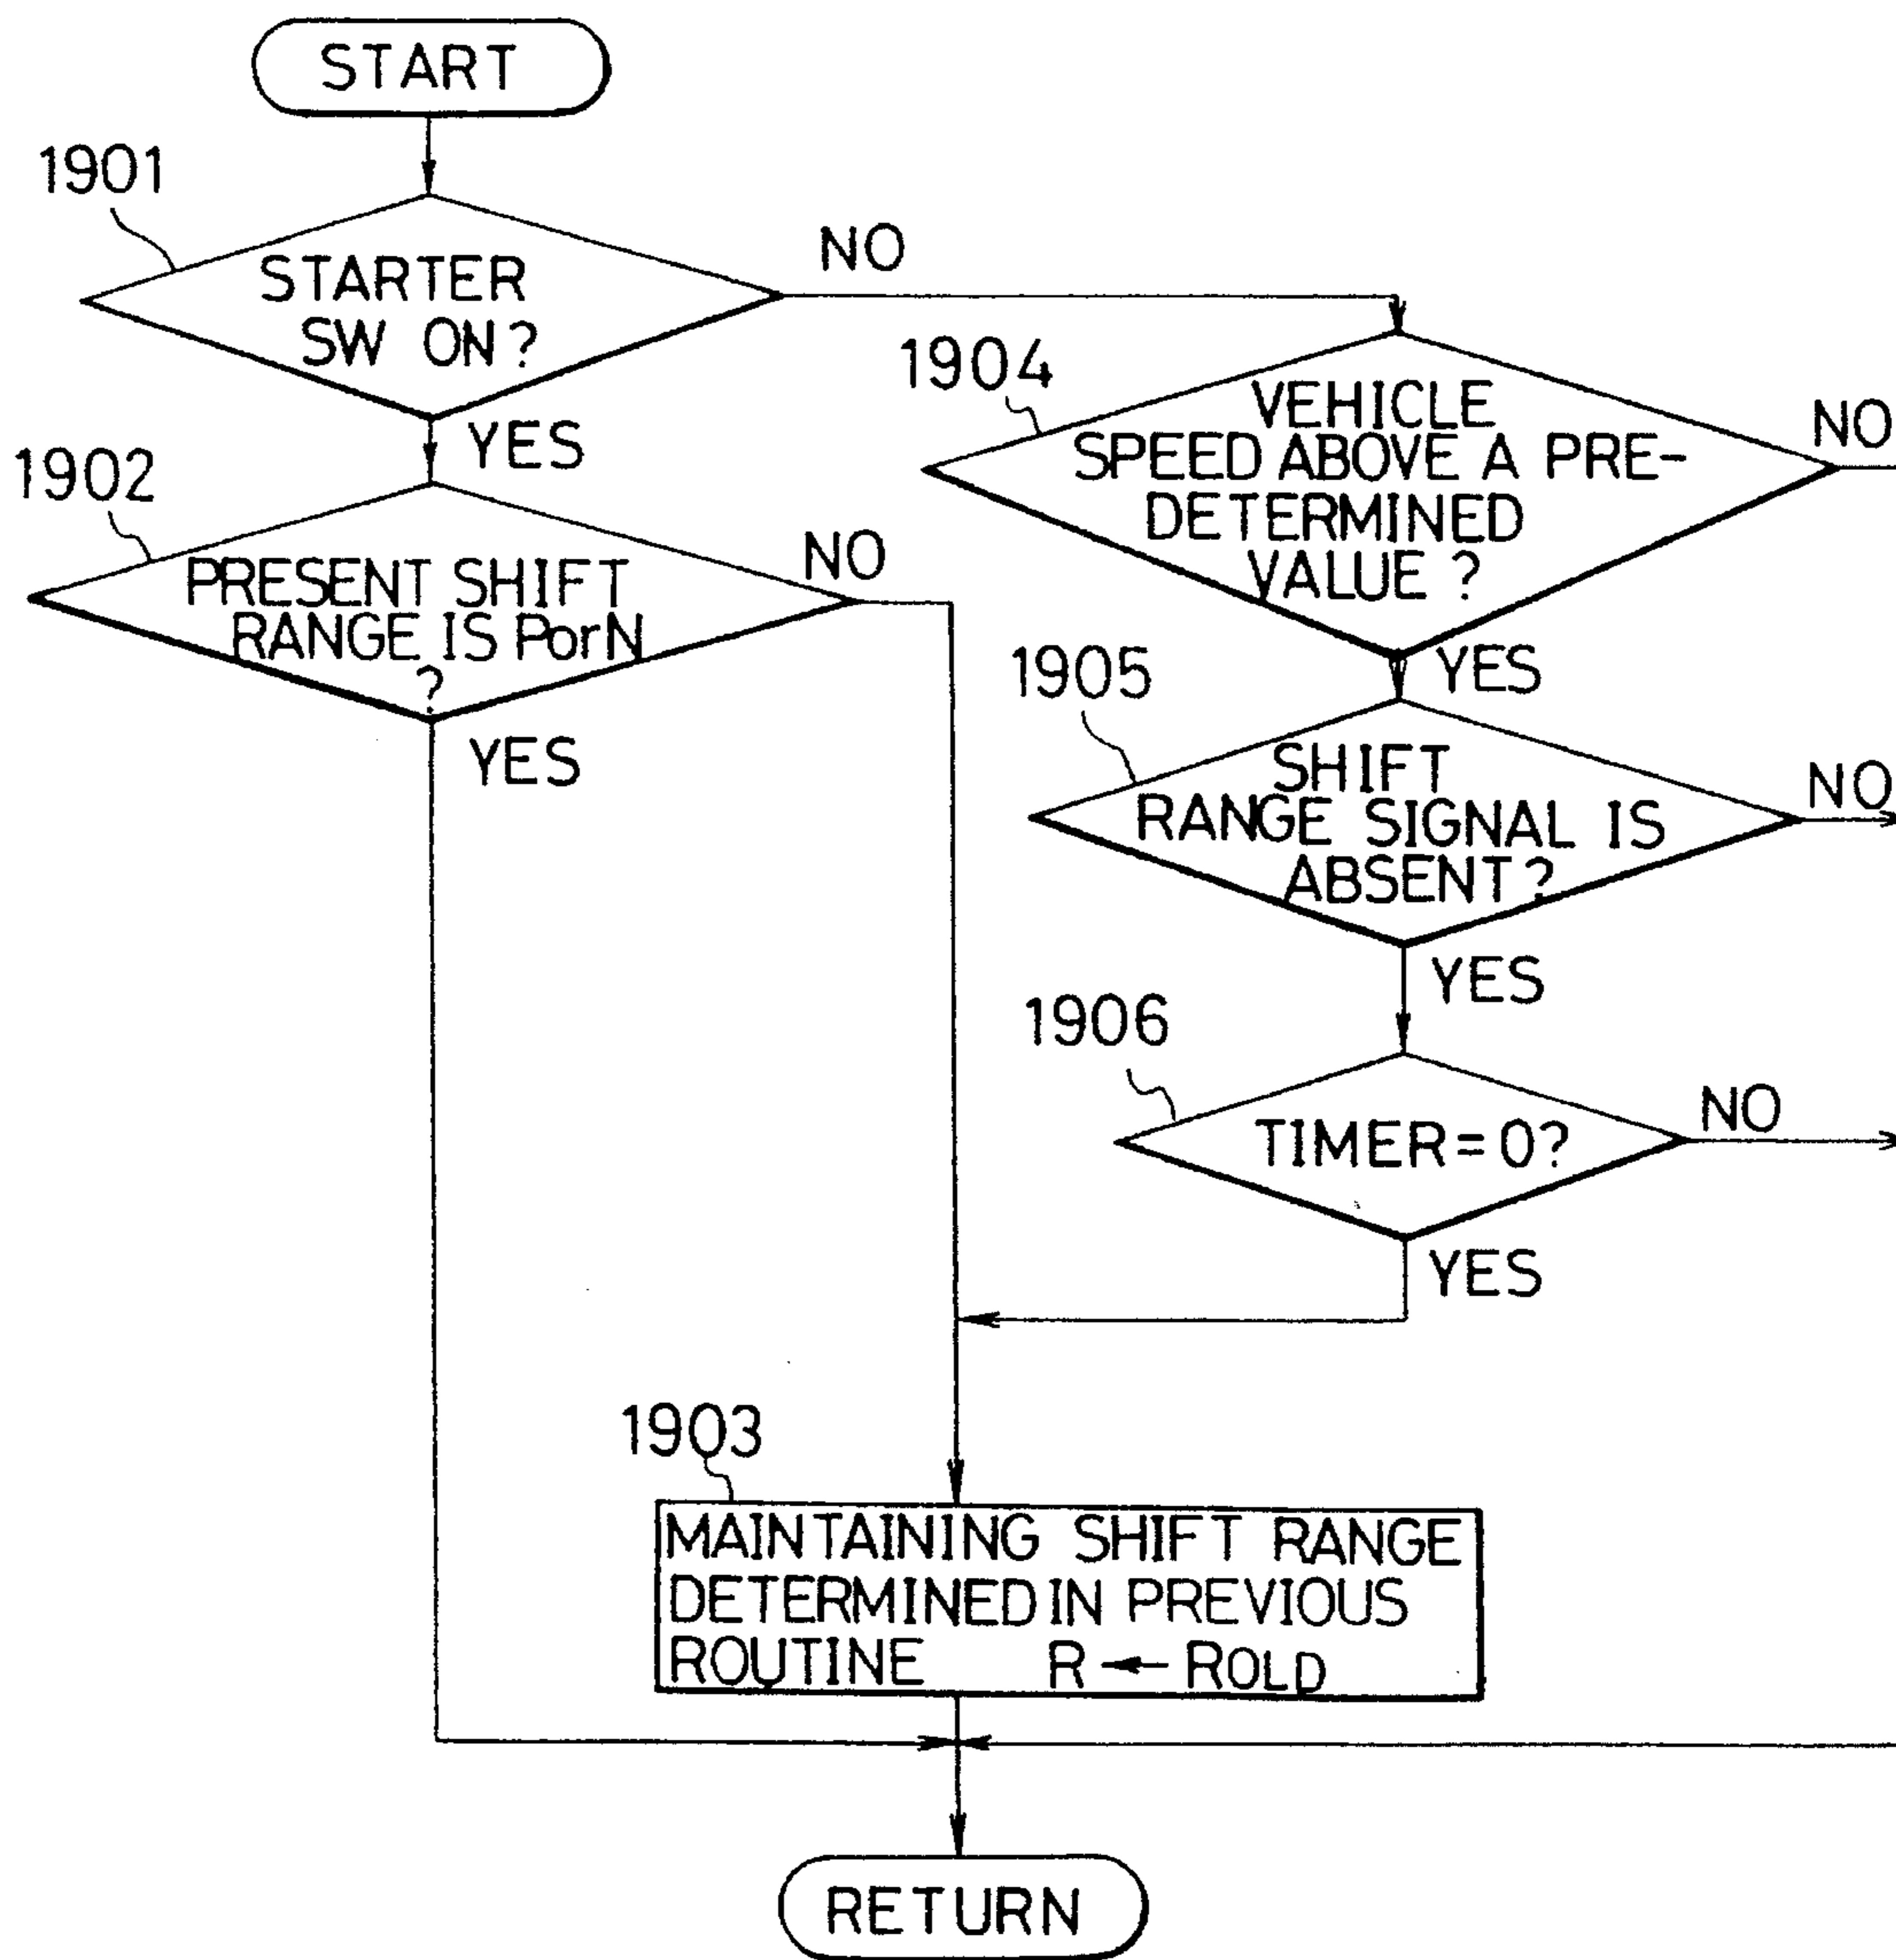 START
1901
STARTER
SW ON?
NO
YES
1902
PRESENT SHIFT
RANGE IS PorN
?
NO
YES
1904
VEHICLE
SPEED ABOVE A PRE-
DETERMINED
VALUE ?
NO
YES
1905
SHIFT
RANGE SIGNAL IS
ABSENT?
NO
YES
1906
TIMER=0?
NO
YES
1903
MAINTAINING SHIFT RANGE
DETERMINED IN PREVIOUS
ROUTINE R ← ROLD
RETURN